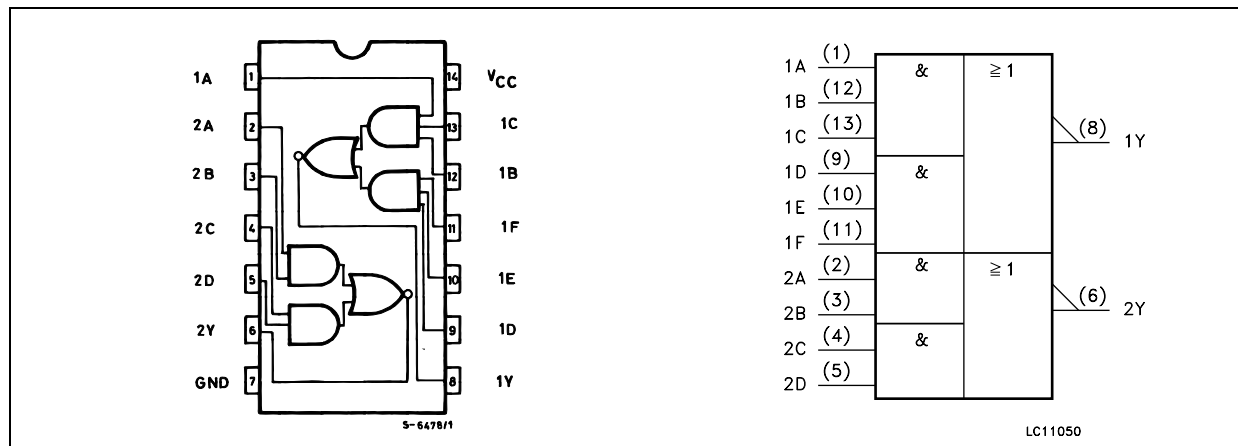 1A 1 14 VCC
2A 2 13 1C
2B 3 12 1B
2C 4 11 1F
2D 5 10 1E
2Y 6 9 1D
GND 7 8 1Y
S-6478/1
1A (1) & ≧1
1B (12)
1C (13) (8) 1Y
1D (9) &
1E (10)
1F (11)
2A (2) & ≧1
2B (3) (6) 2Y
2C (4) &
2D (5)
LC11050